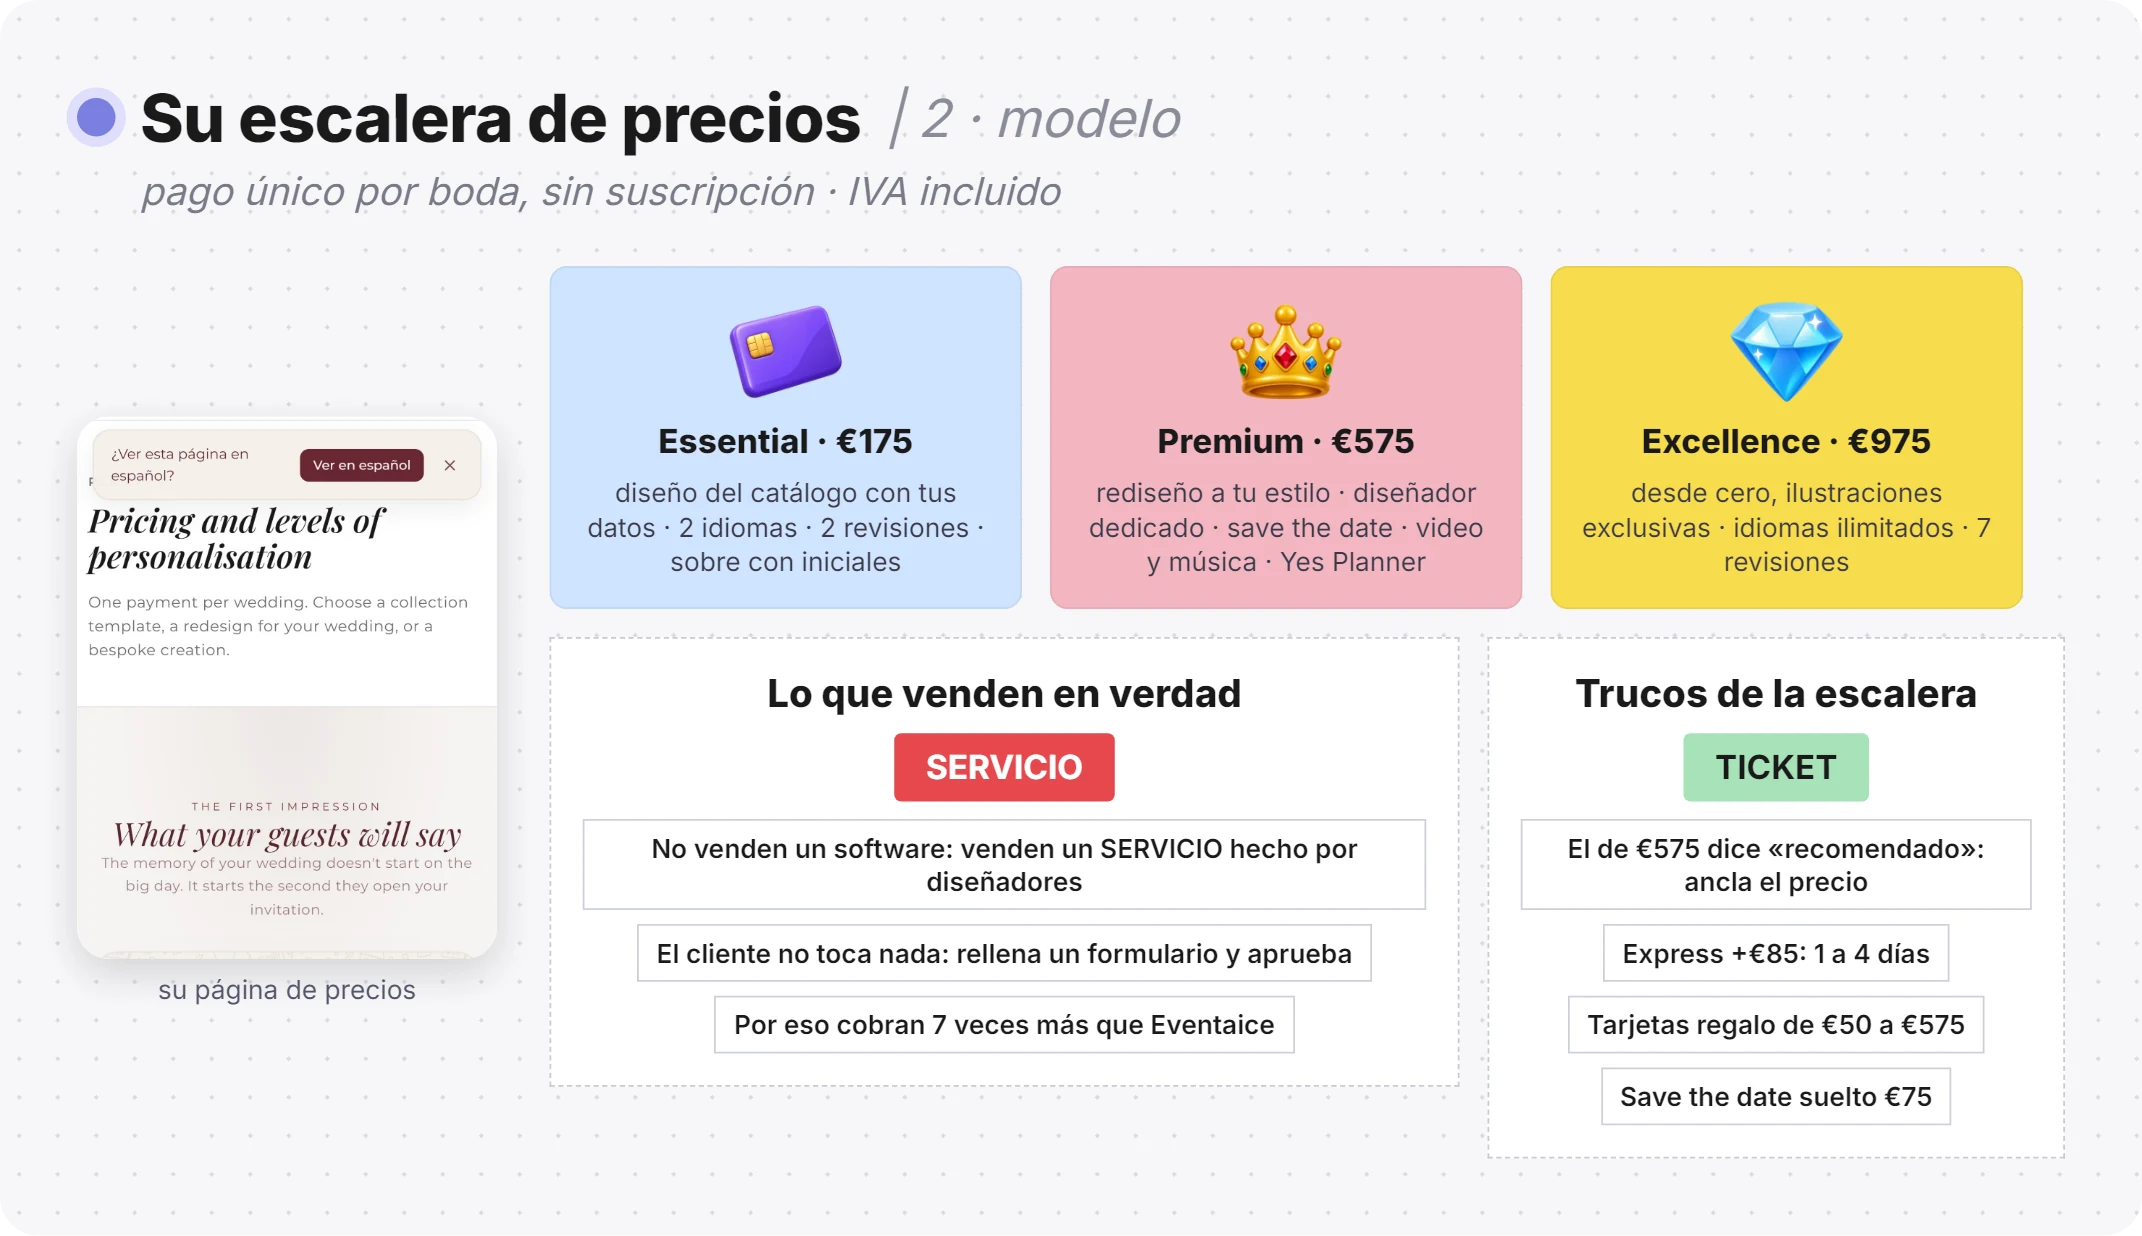 Su escalera de precios | 2 · modelo
pago único por boda, sin suscripción · IVA incluido
¿Ver esta página en
español?
Ver en español
Pricing and levels of
personalisation
One payment per wedding. Choose a collection
template, a redesign for your wedding, or a
bespoke creation.
THE FIRST IMPRESSION
What your guests will say
The memory of your wedding doesn't start on the
big day. It starts the second they open your
invitation.
su página de precios
Essential · €175
diseño del catálogo con tus
datos · 2 idiomas · 2 revisiones ·
sobre con iniciales
Premium · €575
rediseño a tu estilo · diseñador
dedicado · save the date · video
y música · Yes Planner
Excellence · €975
desde cero, ilustraciones
exclusivas · idiomas ilimitados · 7
revisiones
Lo que venden en verdad
SERVICIO
No venden un software: venden un SERVICIO hecho por
diseñadores
El cliente no toca nada: rellena un formulario y aprueba
Por eso cobran 7 veces más que Eventaice
Trucos de la escalera
TICKET
El de €575 dice «recomendado»:
ancla el precio
Express +€85: 1 a 4 días
Tarjetas regalo de €50 a €575
Save the date suelto €75